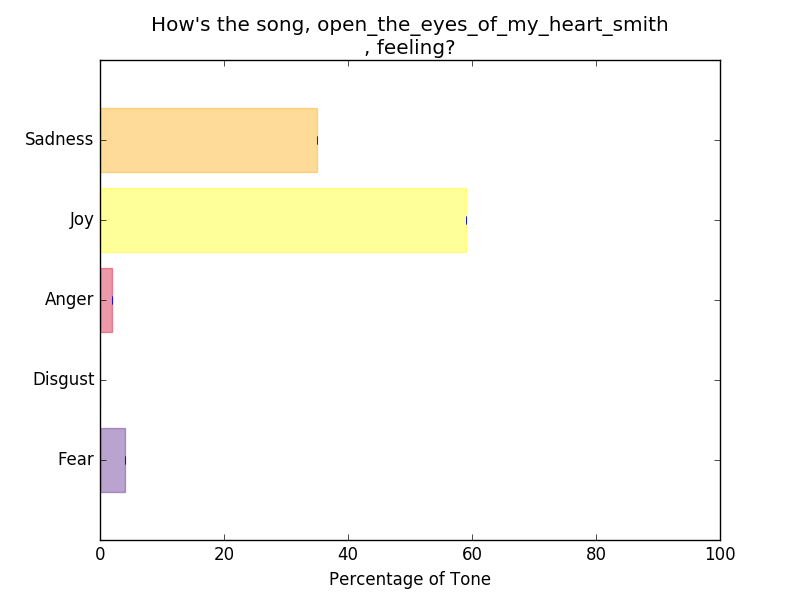 How's the song, open_the_eyes_of_my_heart_smith
, feeling?
Sadness
Joy
Anger
Disgust
Fear
0 20 40 60 80 100
Percentage of Tone